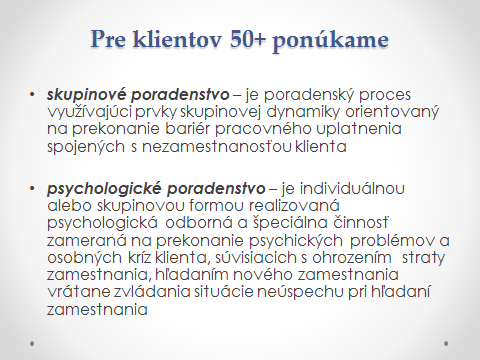 Pre klientov 50+ ponúkame
• skupinové poradenstvo – je poradenský proces
využívajúci prvky skupinovej dynamiky orientovaný
na prekonanie bariér pracovného uplatnenia
spojených s nezamestnanosťou klienta
• psychologické poradenstvo – je individuálnou
alebo skupinovou formou realizovaná
psychologická odborná a špeciálna činnosť
zameraná na prekonanie psychických problémov a
osobných kríz klienta, súvisiacich s ohrozením straty
zamestnania, hľadaním nového zamestnania
vrátane zvládania situácie neúspechu pri hľadaní
zamestnania